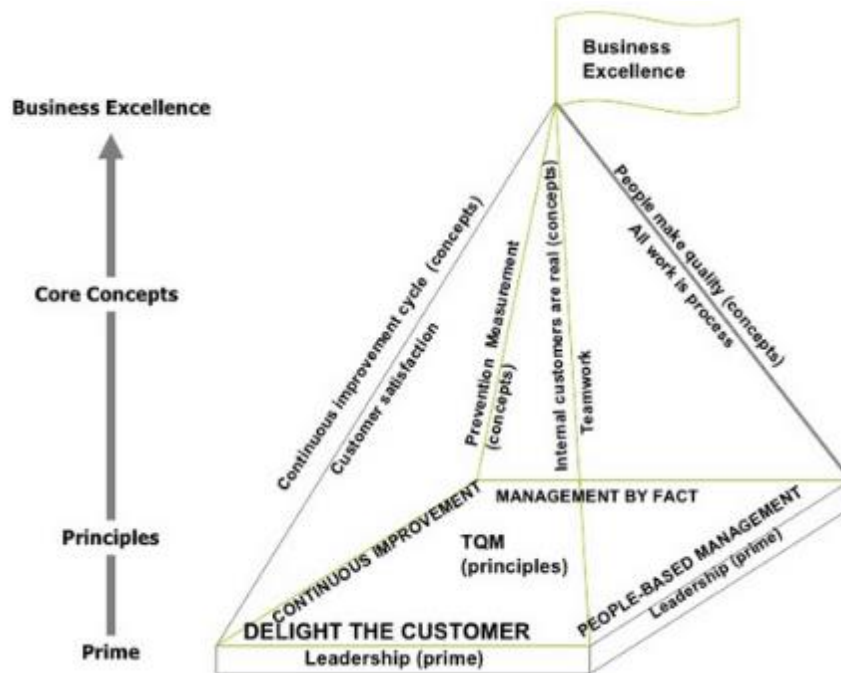 Business
Excellence
Business Excellence
Core Concepts
Principles
Prime
Continuous improvement cycle (concepts)
Customer satisfaction
Prevention Measurement
(concepts)
Internal customers are real (concepts)
Teamwork
People make quality (concepts)
All work is process
CONTINUOUS IMPROVEMENT
MANAGEMENT BY FACT
TQM
(principles)
PEOPLE-BASED MANAGEMENT
Leadership (prime)
DELIGHT THE CUSTOMER
Leadership (prime)